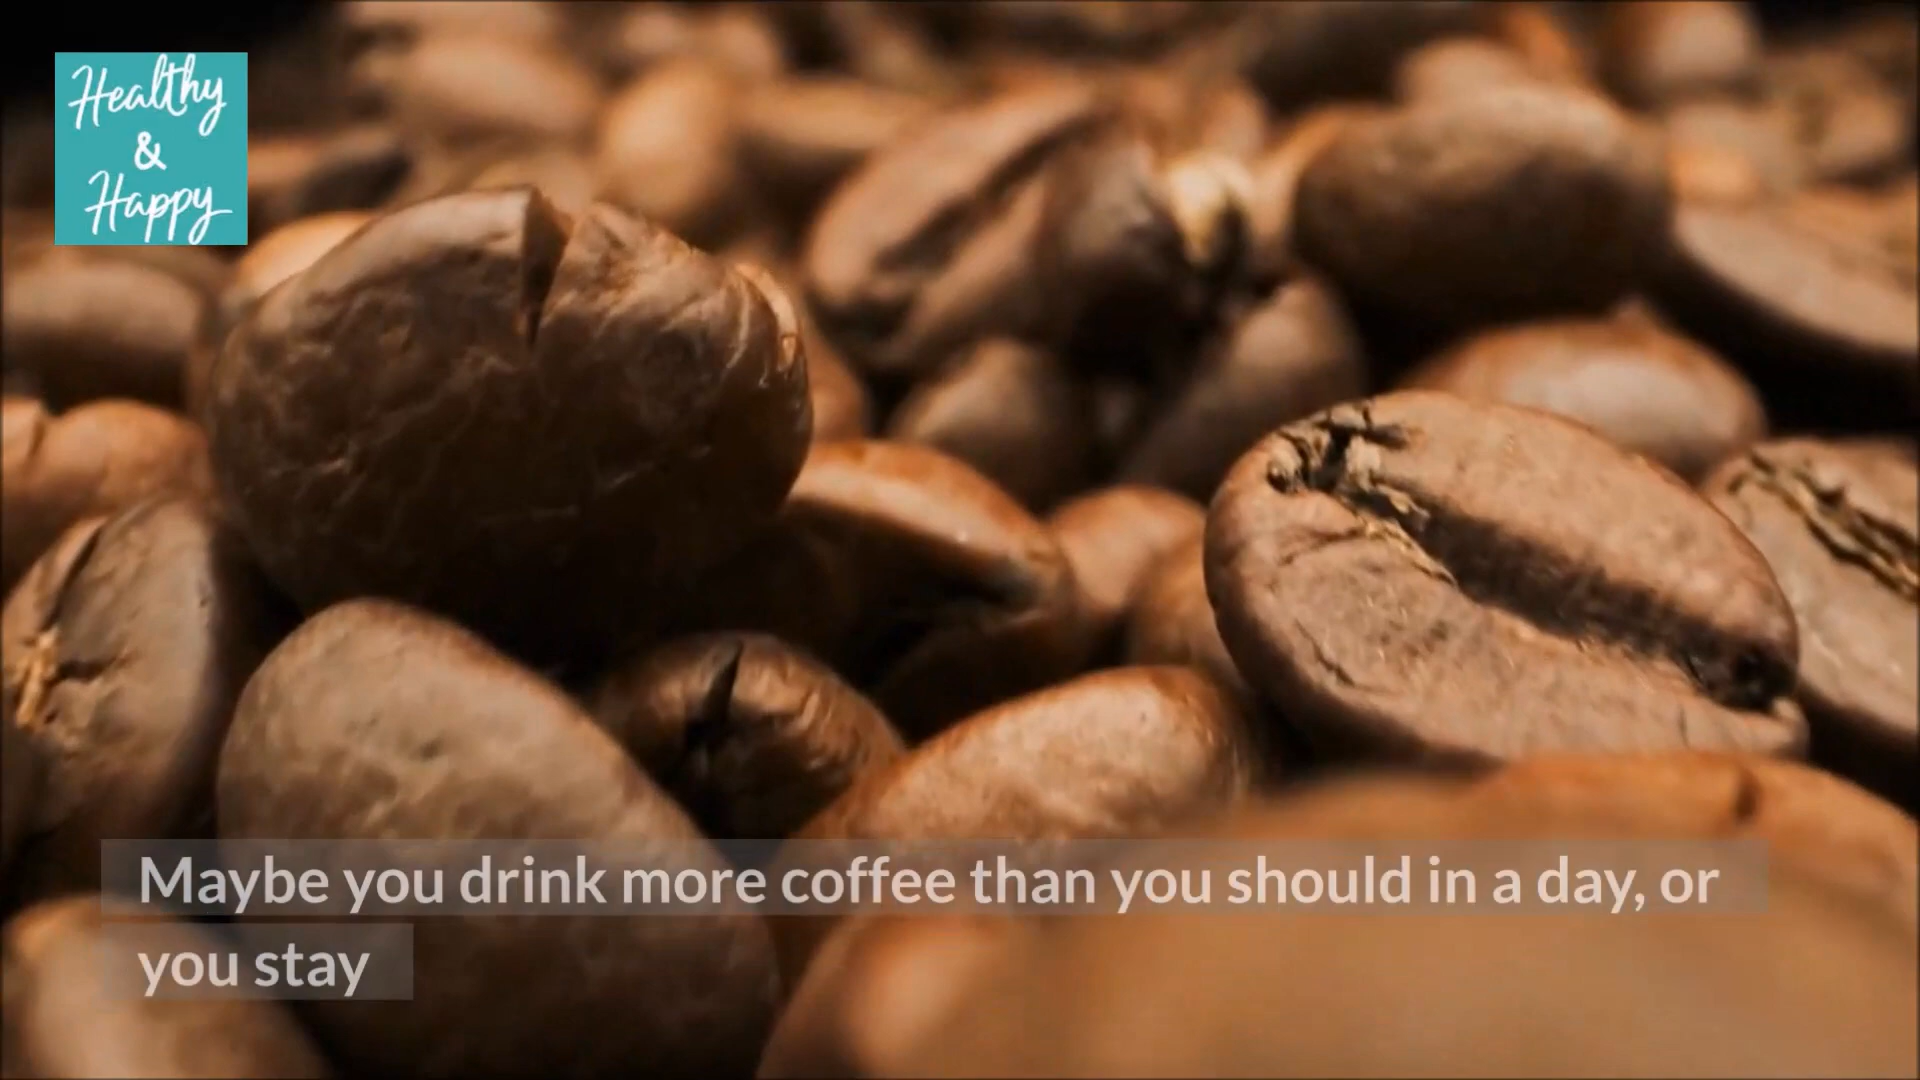 Healthy
&
Happy
Maybe you drink more coffee than you should in a day, or
you stay